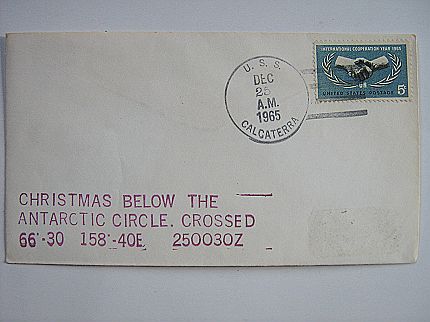 INTERNATIONAL COOPERATION YEAR 1965
UNITED STATES POSTAGE 5¢
U. S. S.
DEC
25
A.M.
1965
CALCATERRA
CHRISTMAS BELOW THE
ANTARCTIC CIRCLE. CROSSED
66°-30 158°-40E 250030Z